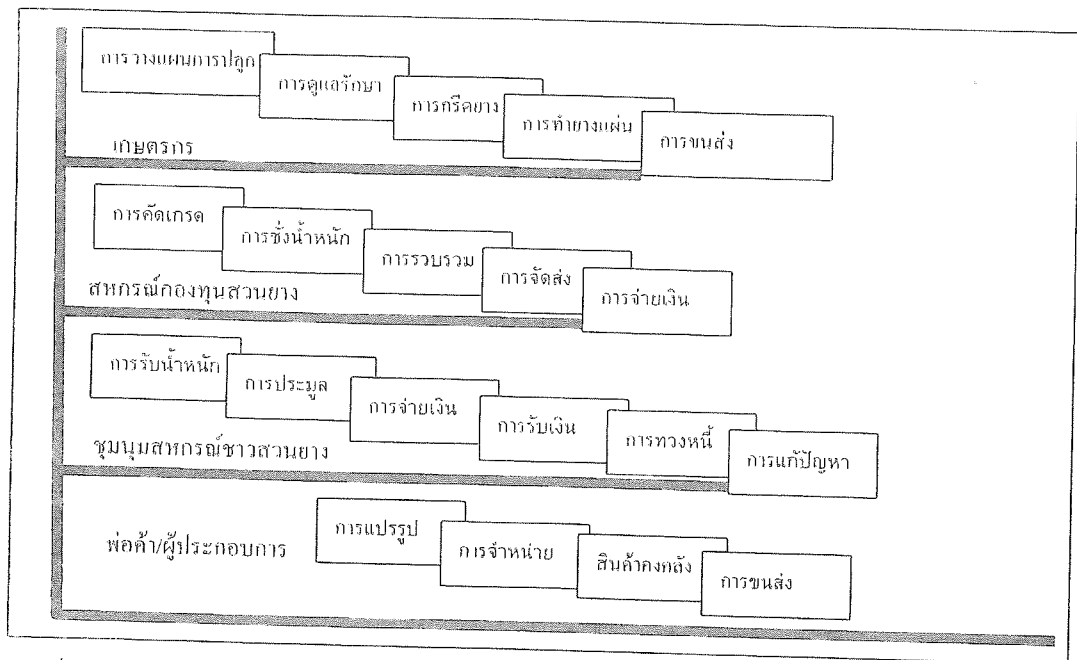 การวางแผนการปลูก
การดูแลรักษา
การกรีดยาง
การทำยางแผ่น
การขนส่ง
เกษตรกร
การคัดเกรด
การชั่งน้ำหนัก
การรวบรวม
การจัดส่ง
การจ่ายเงิน
สหกรณ์กองทุนสวนยาง
การรับน้ำหนัก
การประมูล
การจ่ายเงิน
การรับเงิน
การทวงหนี้
การแก้ปัญหา
ชุมนุมสหกรณ์ชาวสวนยาง
พ่อค้า/ผู้ประกอบการ
การแปรรูป
การจำหน่าย
สินค้าคงคลัง
การขนส่ง